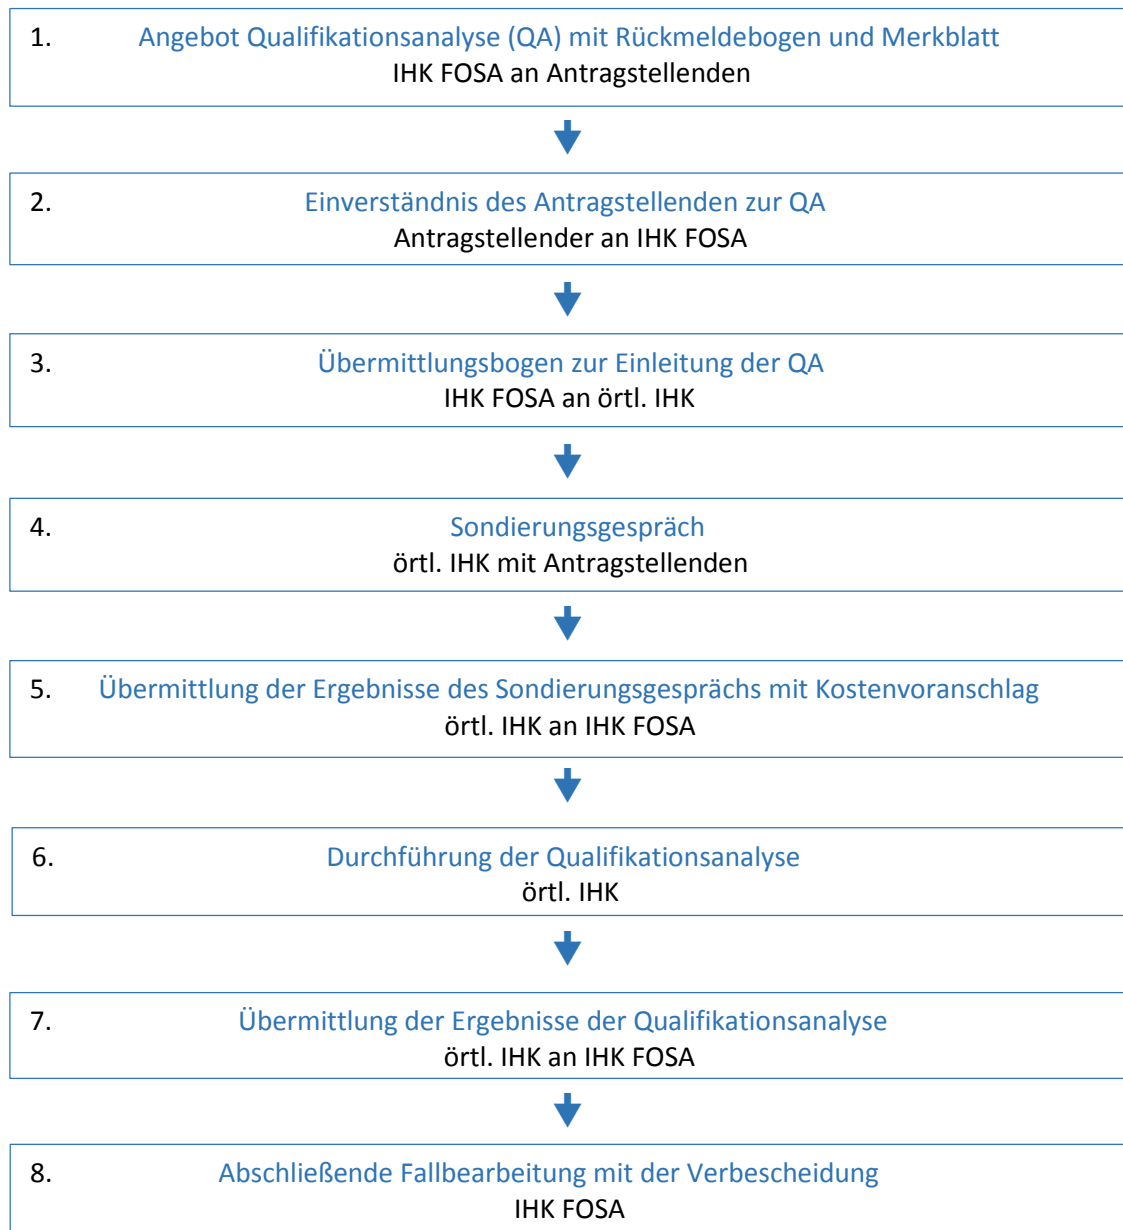 1. Angebot Qualifikationsanalyse (QA) mit Rückmeldebogen und Merkblatt
IHK FOSA an Antragstellenden
2. Einverständnis des Antragstellenden zur QA
Antragstellender an IHK FOSA
3. Übermittlungsbogen zur Einleitung der QA
IHK FOSA an örtl. IHK
4. Sondierungsgespräch
örtl. IHK mit Antragstellenden
5. Übermittlung der Ergebnisse des Sondierungsgesprächs mit Kostenvoranschlag
örtl. IHK an IHK FOSA
6. Durchführung der Qualifikationsanalyse
örtl. IHK
7. Übermittlung der Ergebnisse der Qualifikationsanalyse
örtl. IHK an IHK FOSA
8. Abschließende Fallbearbeitung mit der Verbescheidung
IHK FOSA